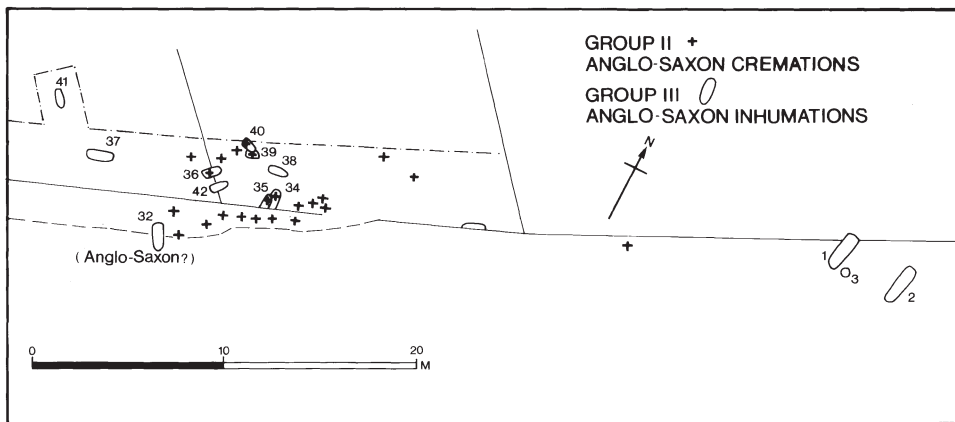 GROUP II +
ANGLO-SAXON CREMATIONS
GROUP III
ANGLO-SAXON INHUMATIONS
N
41
40
37
39
38
36
42
35 34
32
(Anglo-Saxon?)
1
3
2
0 10 20
M